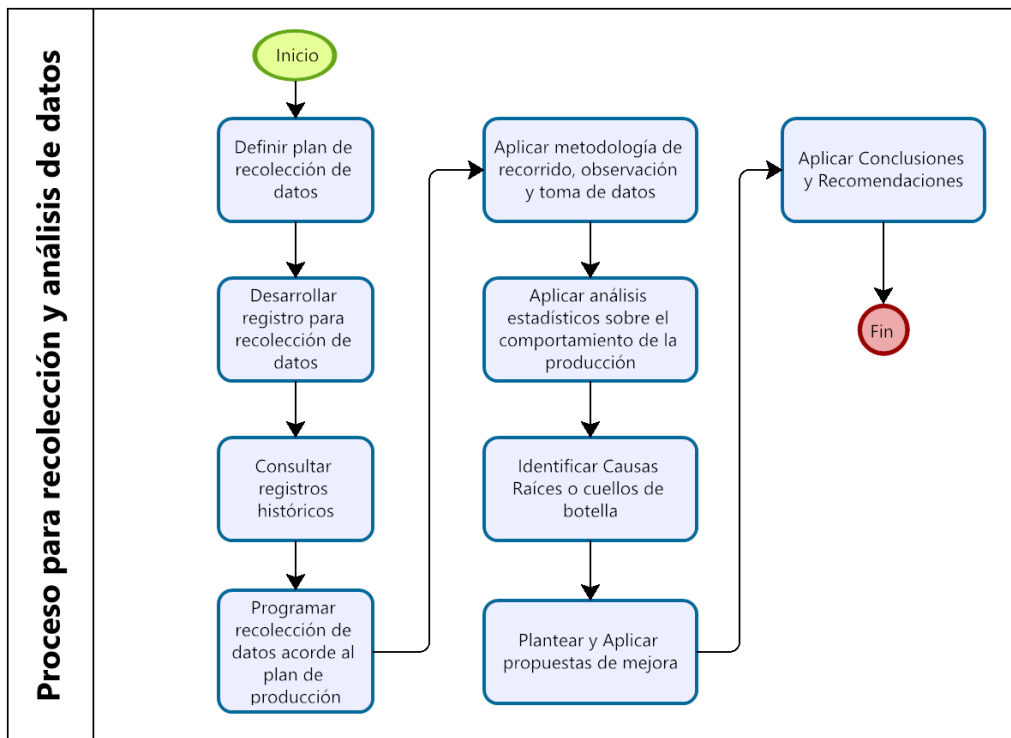 Proceso para recolección y análisis de datos
Inicio
Definir plan de
recolección de
datos
Desarrollar
registro para
recolección de
datos
Consultar
registros
históricos
Programar
recolección de
datos acorde al
plan de
producción
Aplicar metodología de
recorrido, observación
y toma de datos
Aplicar análisis
estadísticos sobre el
comportamiento de la
producción
Identificar Causas
Raíces o cuellos de
botella
Plantear y Aplicar
propuestas de mejora
Aplicar Conclusiones
y Recomendaciones
Fin